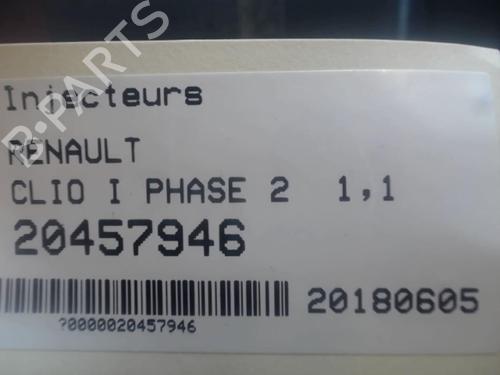 B-PARTS
Injecteurs
RENAULT
CLIO I PHASE 2 1,1
20457946
20180605
?0000020457946